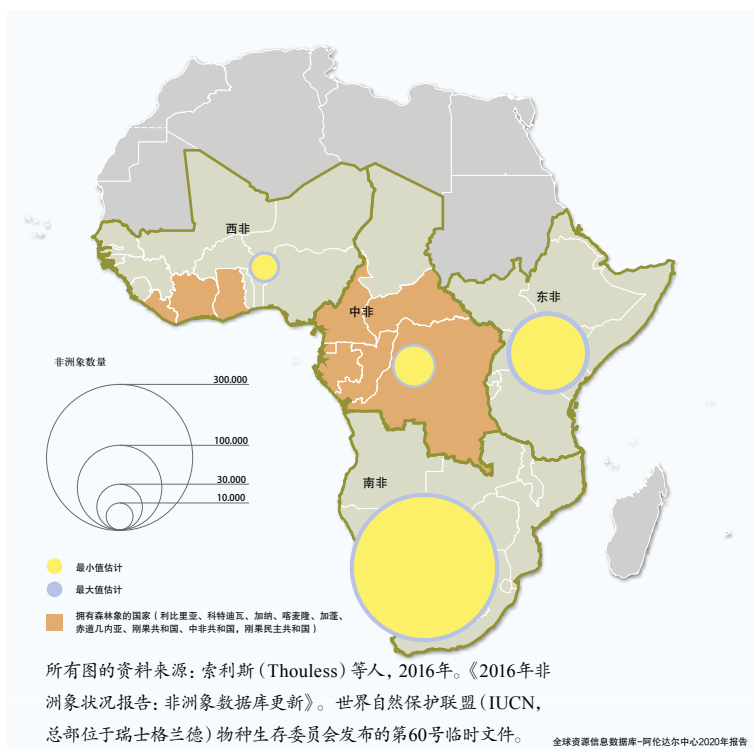 西非
中非
东非
南非
非洲象数量
300.000
100.000
30.000
10.000
最小值估计
最大值估计
拥有森林象的国家（利比里亚、科特迪瓦、加纳、喀麦隆、加蓬、
赤道几内亚、刚果共和国、中非共和国，刚果民主共和国）
所有图的资料来源：索利斯（Thouless）等人，2016年。《2016年非
洲象状况报告：非洲象数据库更新》。世界自然保护联盟（IUCN，
总部位于瑞士格兰德）物种生存委员会发布的第60号临时文件。
全球资源信息数据库-阿伦达尔中心2020年报告